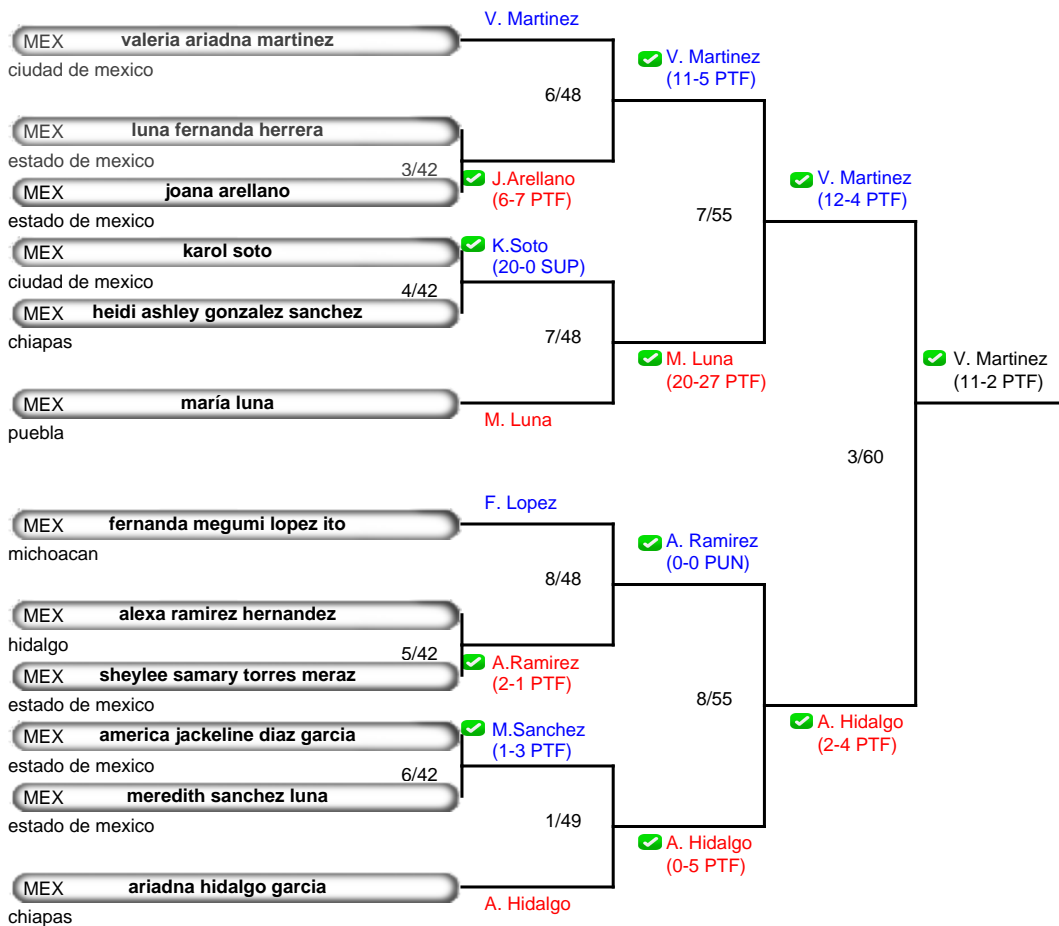 V. Martinez
MEX valeria ariadna martinez
ciudad de mexico
V. Martinez
(11-5 PTF)
6/48
MEX luna fernanda herrera
estado de mexico
3/42
J.Arellano
(6-7 PTF)
MEX joana arellano
estado de mexico
V. Martinez
(12-4 PTF)
7/55
MEX karol soto
ciudad de mexico
K.Soto
(20-0 SUP)
4/42
MEX heidi ashley gonzalez sanchez
chiapas
7/48
M. Luna
(20-27 PTF)
V. Martinez
(11-2 PTF)
MEX maría luna
puebla
M. Luna
3/60
F. Lopez
MEX fernanda megumi lopez ito
michoacan
A. Ramirez
(0-0 PUN)
8/48
MEX alexa ramirez hernandez
hidalgo
5/42
A.Ramirez
(2-1 PTF)
MEX sheylee samary torres meraz
estado de mexico
8/55
A. Hidalgo
(2-4 PTF)
MEX america jackeline diaz garcia
estado de mexico
M.Sanchez
(1-3 PTF)
6/42
MEX meredith sanchez luna
estado de mexico
1/49
A. Hidalgo
(0-5 PTF)
MEX ariadna hidalgo garcia
chiapas
A. Hidalgo